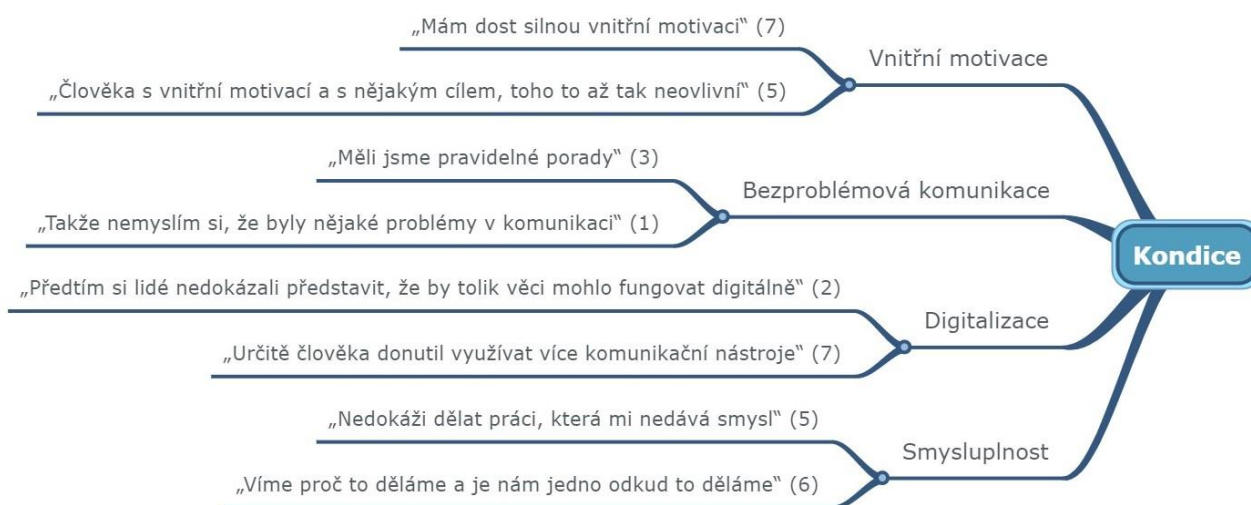 „Mám dost silnou vnitřní motivaci“ (7)
Vnitřní motivace
„Člověka s vnitřní motivací a s nějakým cílem, toho to až tak neovlivní“ (5)
„Měli jsme pravidelné porady“ (3)
Bezproblémová komunikace
„Takže nemyslím si, že byly nějaké problémy v komunikaci“ (1)
Kondice
„Předtím si lidé nedokázali představit, že by tolik věci mohlo fungovat digitálně“ (2)
Digitalizace
„Určitě člověka donutil využívat více komunikační nástroje“ (7)
„Nedokáži dělat práci, která mi nedává smysl“ (5)
Smysluplnost
„Víme proč to děláme a je nám jedno odkud to děláme“ (6)